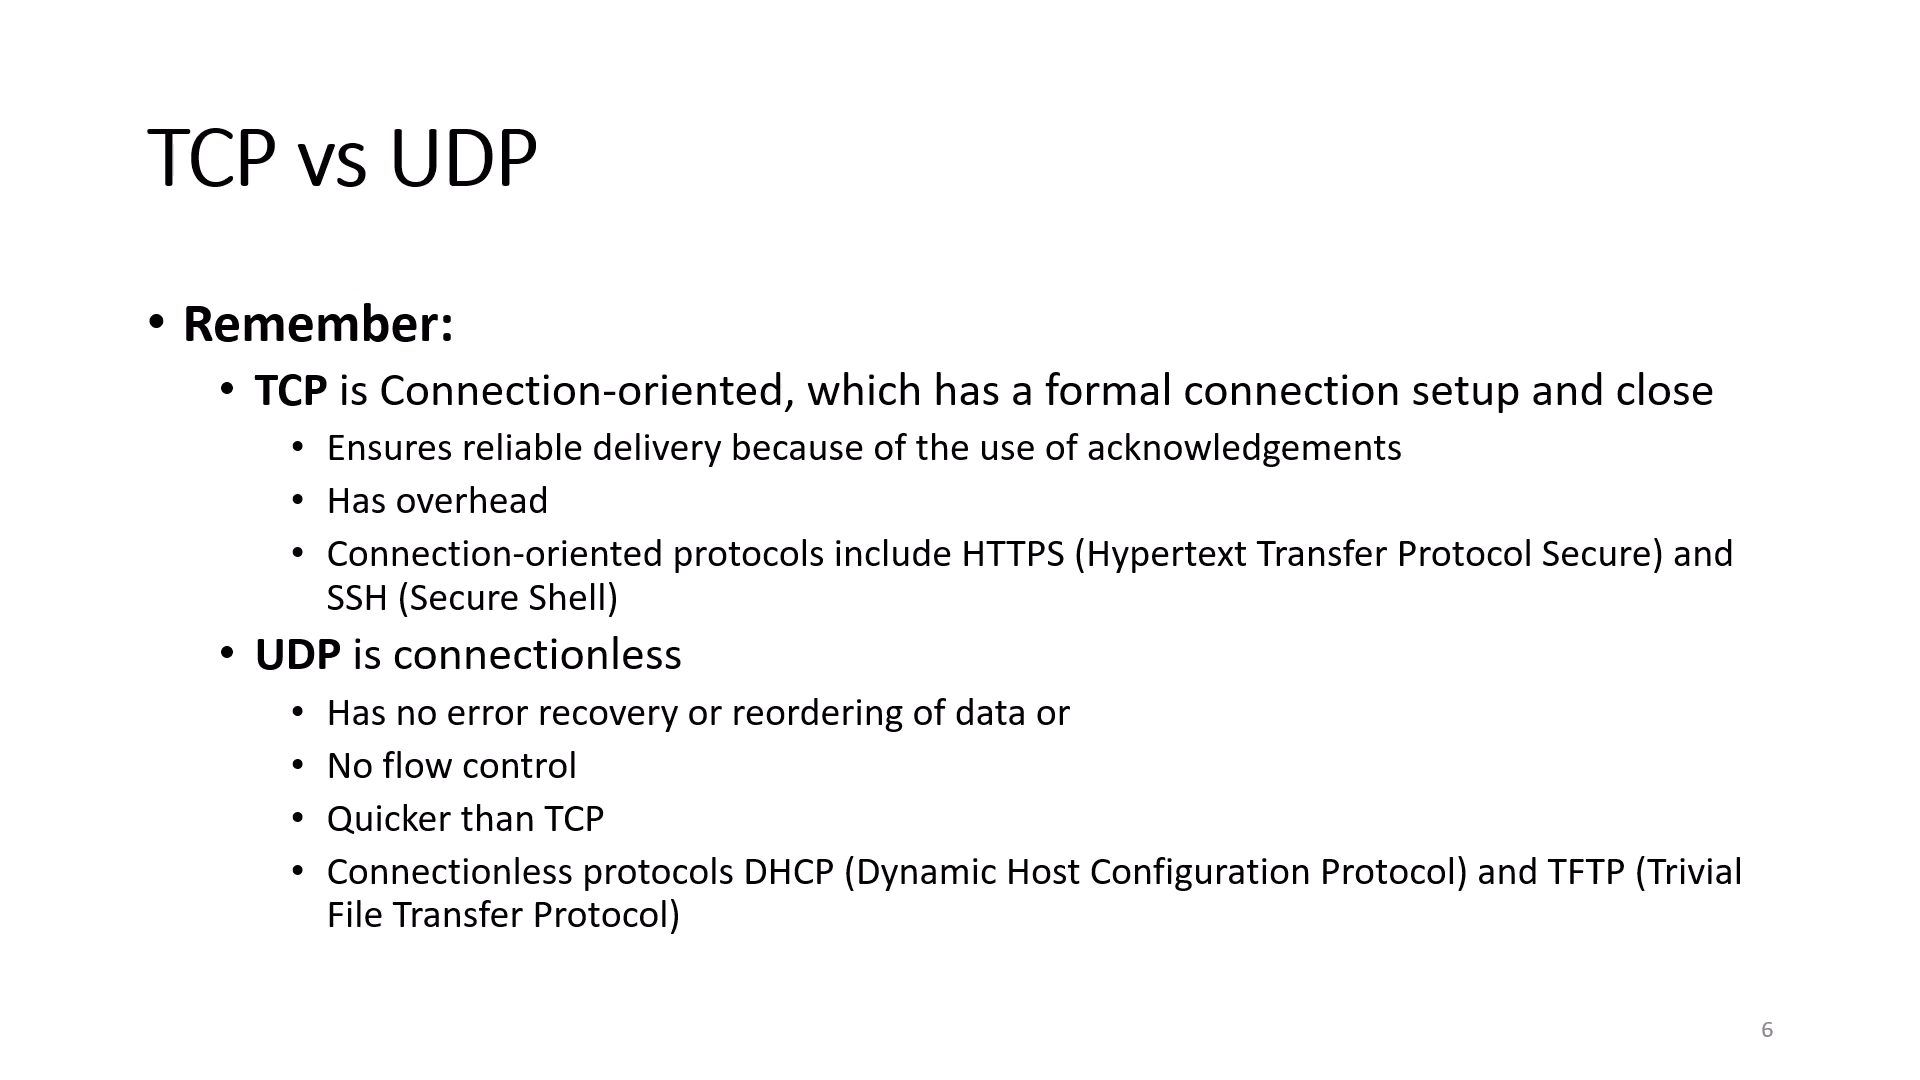 TCP vs UDP
• Remember:
• TCP is Connection-oriented, which has a formal connection setup and close
• Ensures reliable delivery because of the use of acknowledgements
• Has overhead
• Connection-oriented protocols include HTTPS (Hypertext Transfer Protocol Secure) and
SSH (Secure Shell)
• UDP is connectionless
• Has no error recovery or reordering of data or
• No flow control
• Quicker than TCP
• Connectionless protocols DHCP (Dynamic Host Configuration Protocol) and TFTP (Trivial
File Transfer Protocol)
6